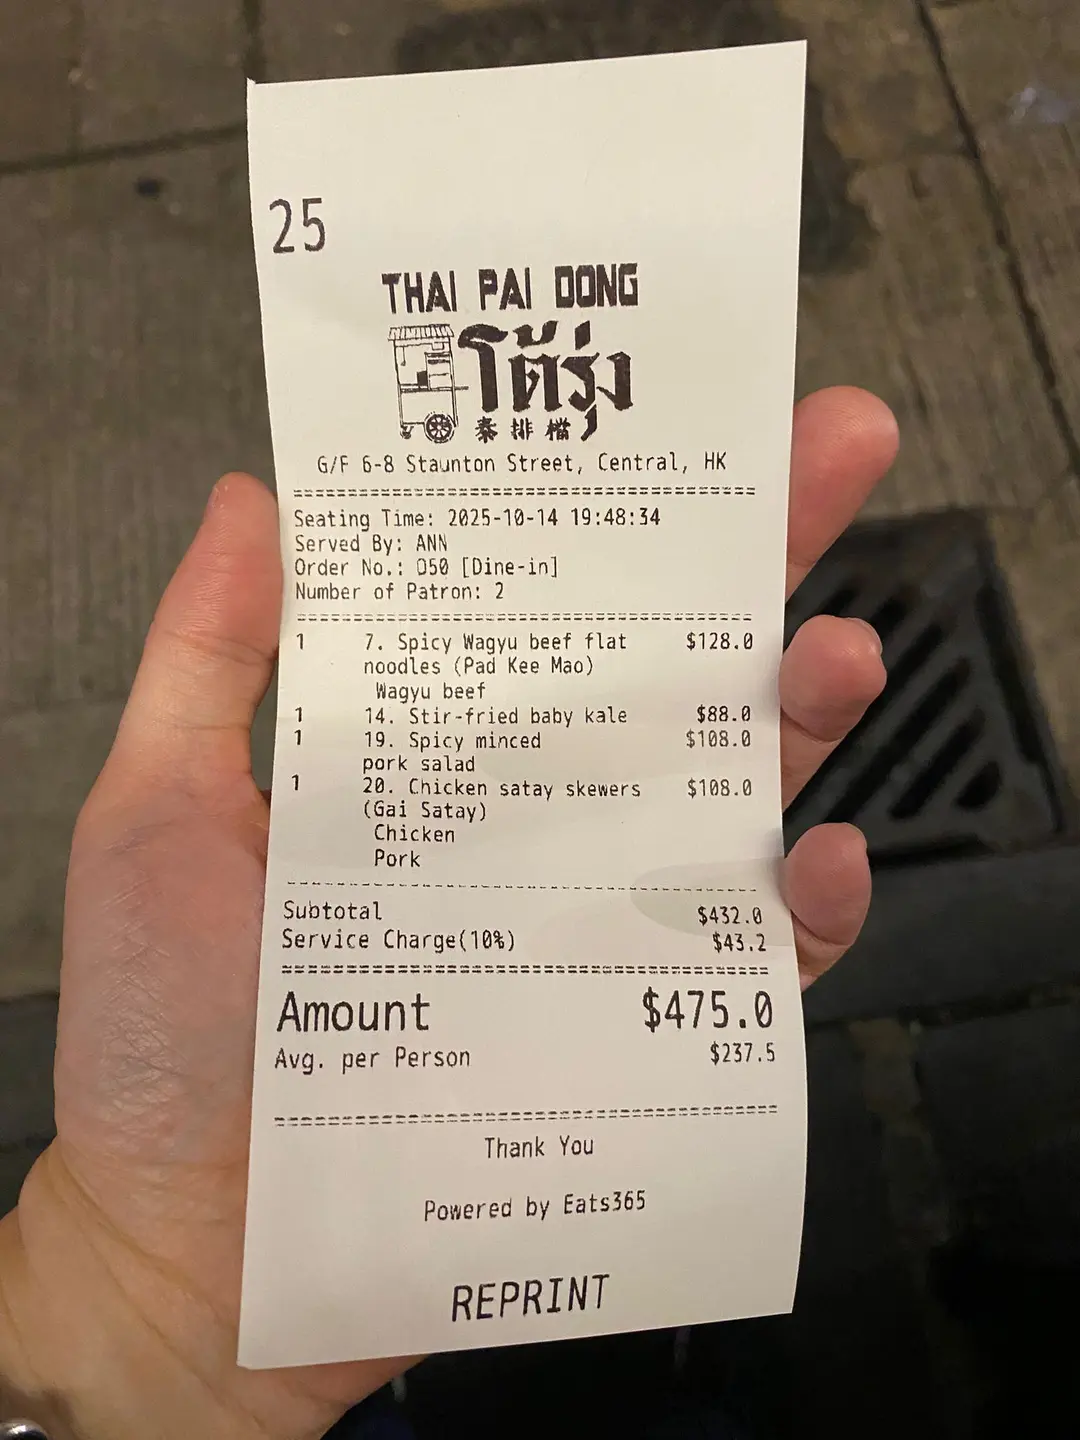 25
THAI PAI DONG
โต้รุ่ง
泰排檔
G/F 6-8 Staunton Street, Central, HK
Seating Time: 2025-10-14 19:48:34
Served By: ANN
Order No.: O50 [Dine-in]
Number of Patron: 2
1 7. Spicy Wagyu beef flat $128.0
noodles (Pad Kee Mao)
Wagyu beef
1 14. Stir-fried baby kale $88.0
1 19. Spicy minced $108.0
pork salad
1 20. Chicken satay skewers $108.0
(Gai Satay)
Chicken
Pork
Subtotal $432.0
Service Charge(10%) $43.2
Amount $475.0
Avg. per Person $237.5
Thank You
Powered by Eats365
REPRINT